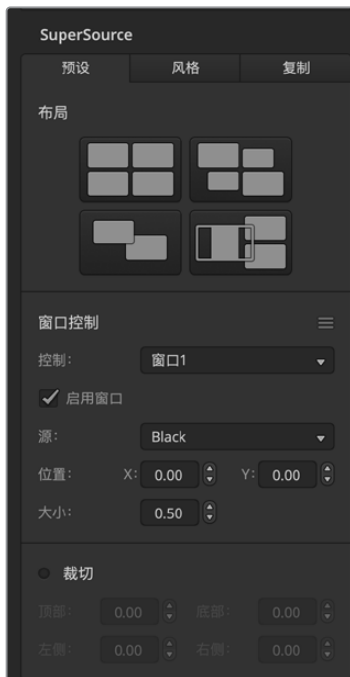 SuperSource
预设 风格 复制
布局
窗口控制
控制: 窗口1
启用窗口
源: Black
位置: X: 0.00 Y: 0.00
大小: 0.50
裁切
顶部: 0.00 底部: 0.00
左侧: 0.00 右侧: 0.00